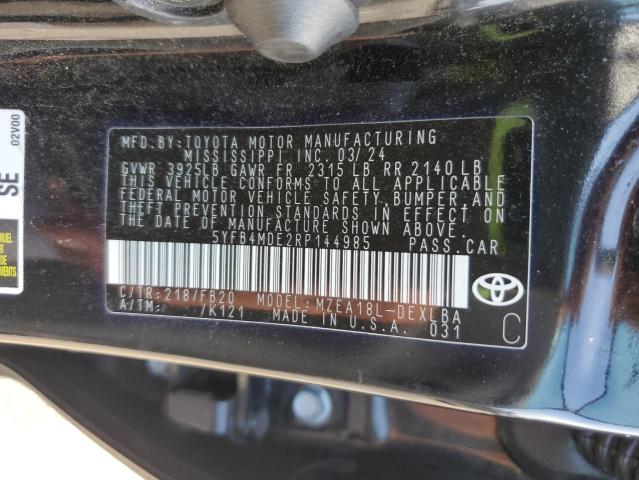 MFD.BY:TOYOTA MOTOR MANUFACTURING
MISSISSIPPI INC. 03/24
GVWR 3925LB GAWR FR 2315 LB RR 2140 LB
THIS VEHICLE CONFORMS TO ALL APPLICABLE
FEDERAL MOTOR VEHICLE SAFETY, BUMPER, AND
THEFT PREVENTION STANDARDS IN EFFECT ON
THE DATE OF MANUFACTURE SHOWN ABOVE.
5YFB4MDE2RP144985 PASS.CAR
C/TR:218/FB20 MODEL:MZEA18L-DEXLBA
A/TM: /K121 MADE IN U.S.A. 031
C
02V00
SE